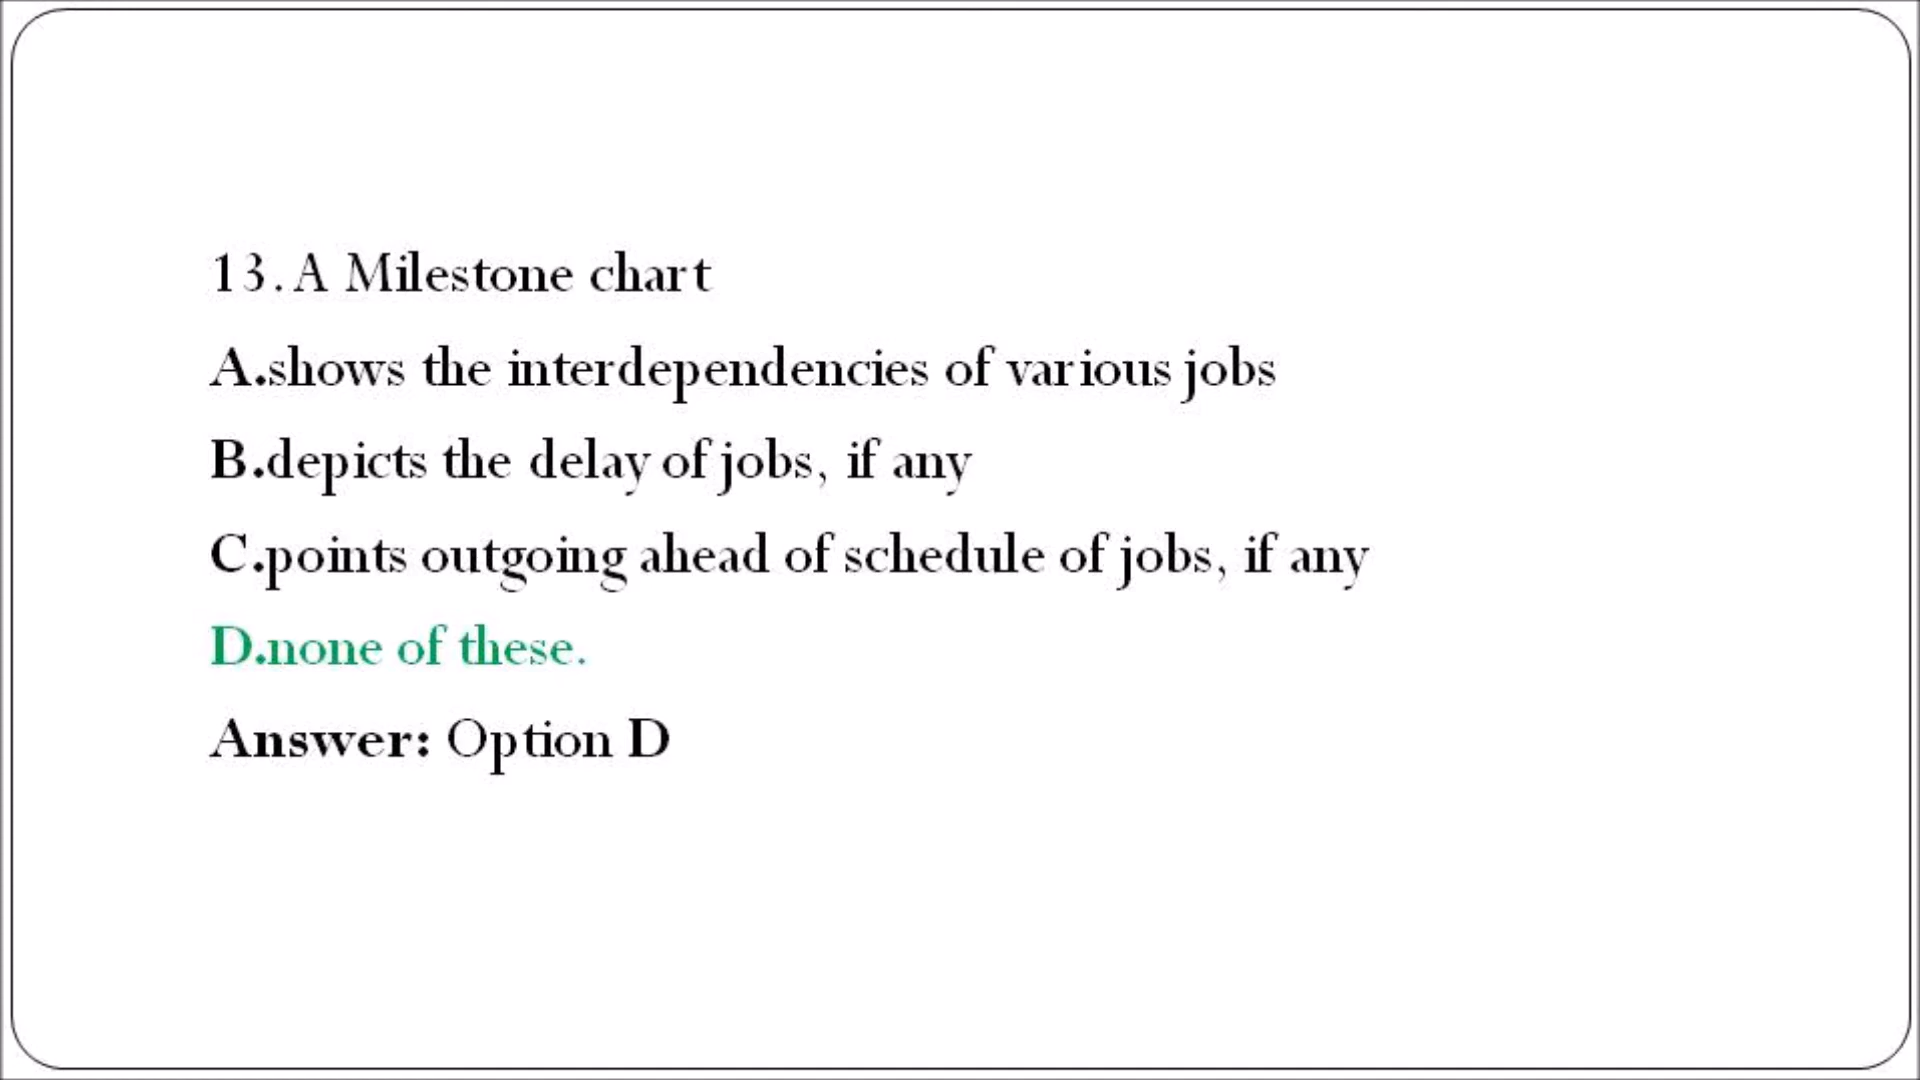 13. A Milestone chart
A.shows the interdependencies of various jobs
B.depicts the delay of jobs, if any
C.points outgoing ahead of schedule of jobs, if any
D.none of these.
Answer: Option D